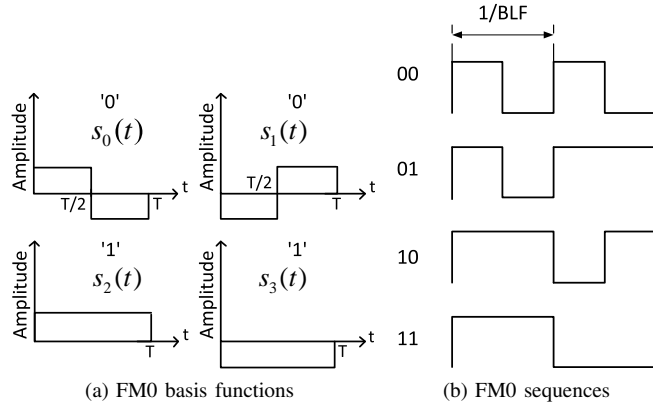 '0'
s₀(t)
Amplitude
T/2
T
t
'0'
s₁(t)
Amplitude
T/2
T
t
'1'
s₂(t)
Amplitude
T
t
'1'
s₃(t)
Amplitude
T
t
(a) FM0 basis functions
1/BLF
00
01
10
11
(b) FM0 sequences